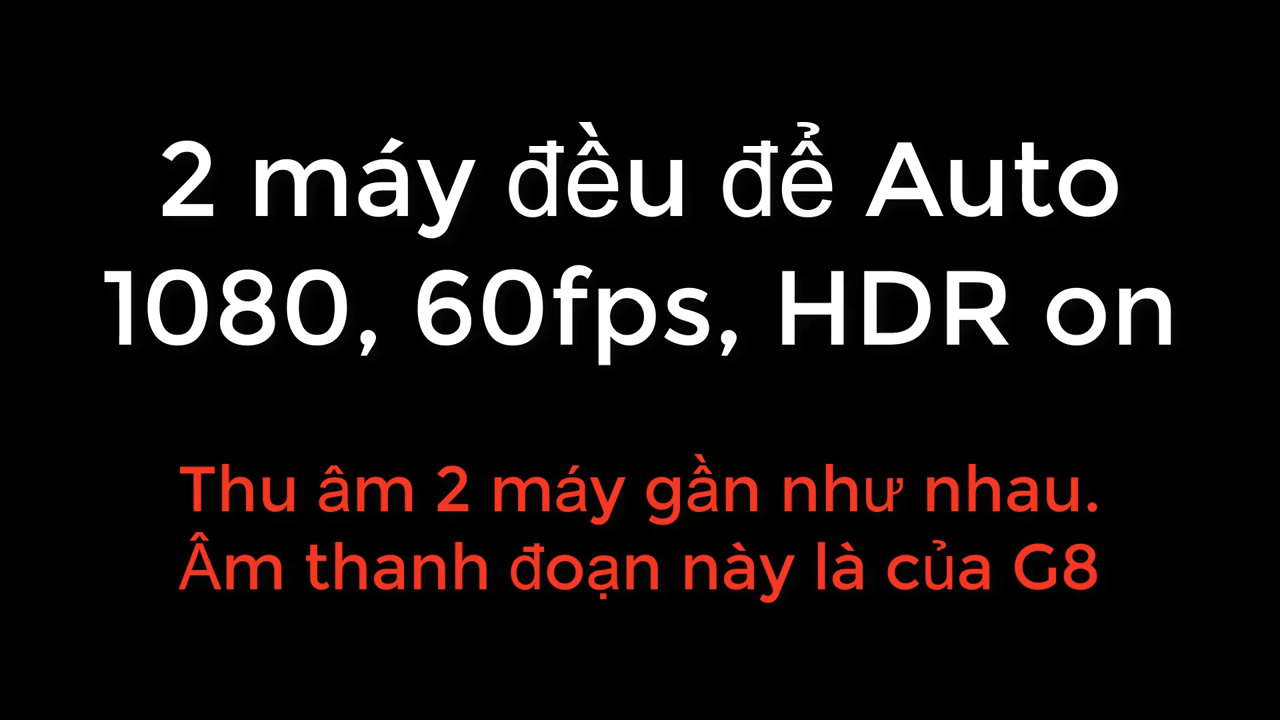 2 máy đều để Auto
1080, 60fps, HDR on
Thu âm 2 máy gần như nhau.
Âm thanh đoạn này là của G8